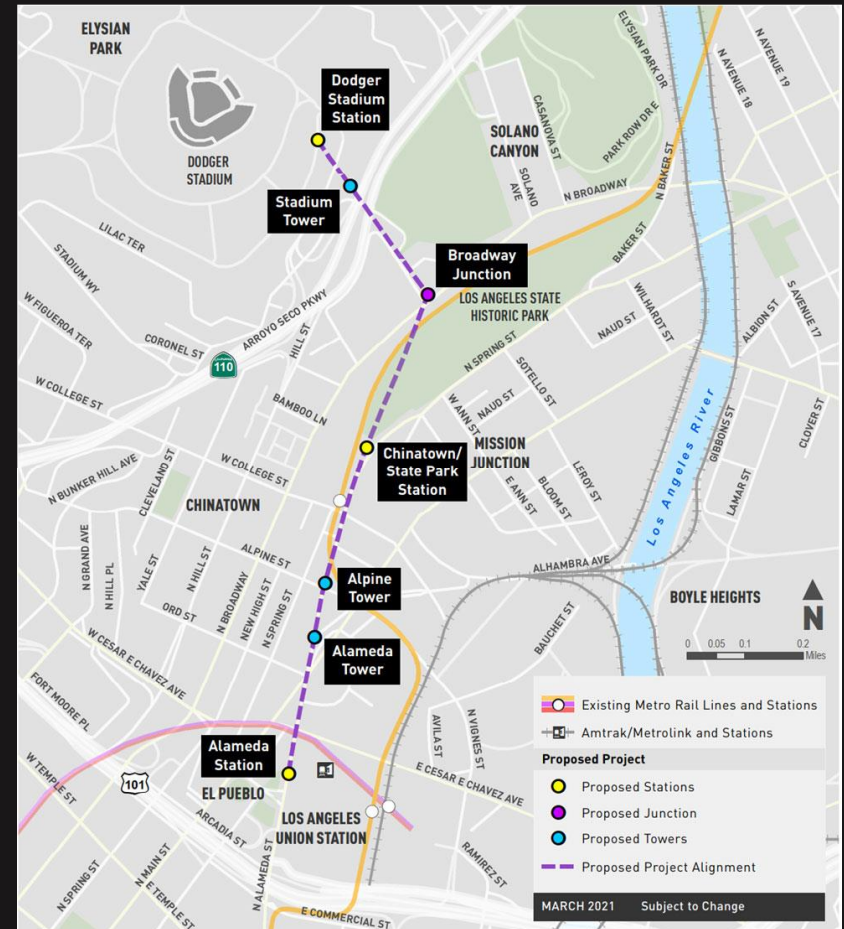 ELYSIAN
PARK
Dodger
Stadium
Station
DODGER
STADIUM
Stadium
Tower
SOLANO
CANYON
CASANOVA ST
SOLANO
AVE
ELYSIAN PARK DR
PARK ROW DR E
N AVENUE 18
N AVENUE 19
N BROADWAY
N BAKER ST
BAKER ST
LILAC TER
STADIUM WY
W FIGUEROA TER
CORONEL ST
ARROYO SECO PKWY
HILL ST
110
W COLLEGE ST
BAMBOO LN
Broadway
Junction
LOS ANGELES STATE
HISTORIC PARK
WILHARDT ST
NAUD ST
ALBION ST
S AVENUE 17
N SPRING ST
SOTELLO ST
NAUD ST
W ANN ST
MISSION
JUNCTION
Chinatown/
State Park
Station
LEROY ST
BLOOM ST
E ANN ST
Los Angeles River
GIBBONS ST
LAMAR ST
CLOVER ST
N BUNKER HILL AVE
CLEVELAND ST
W COLLEGE ST
CHINATOWN
N GRAND AVE
N HILL PL
YALE ST
N HILL ST
ALPINE ST
ORD ST
N BROADWAY
NEW HIGH ST
N SPRING ST
Alpine
Tower
ALHAMBRA AVE
BOYLE HEIGHTS
N
0 0.05 0.1 0.2
Miles
BAUCHET ST
Alameda
Tower
W CESAR E CHAVEZ AVE
FORT MOORE PL
W TEMPLE ST
101
Alameda
Station
EL PUEBLO
AVILA ST
N VIGNES ST
E CESAR E CHAVEZ AVE
LOS ANGELES
UNION STATION
ARCADIA ST
N MAIN ST
N SPRING ST
E TEMPLE ST
N ALAMEDA ST
RAMIREZ ST
E COMMERCIAL ST
Existing Metro Rail Lines and Stations
Amtrak/Metrolink and Stations
Proposed Project
Proposed Stations
Proposed Junction
Proposed Towers
Proposed Project Alignment
MARCH 2021 Subject to Change